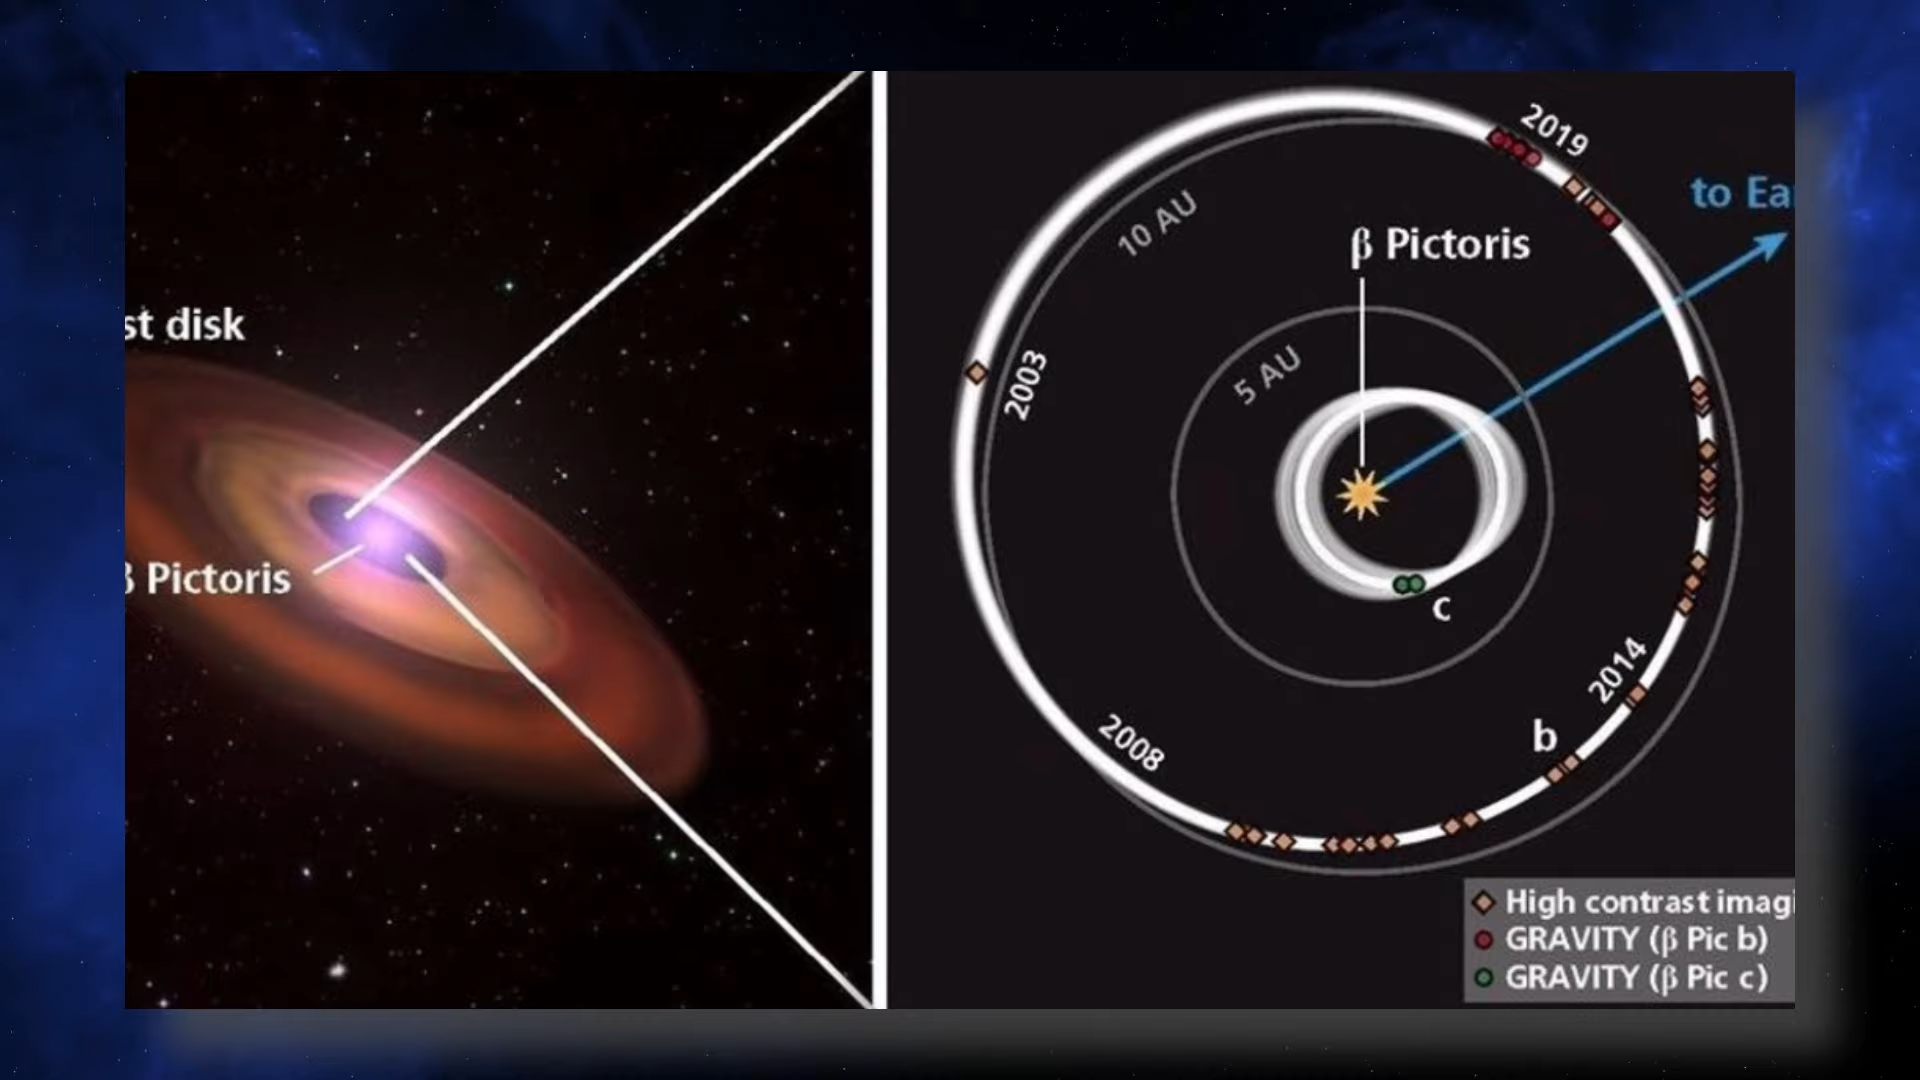 st disk
β Pictoris
2019
to Ea
10 AU
β Pictoris
5 AU
2003
c
2014
b
2008
High contrast imagi
GRAVITY (β Pic b)
GRAVITY (β Pic c)